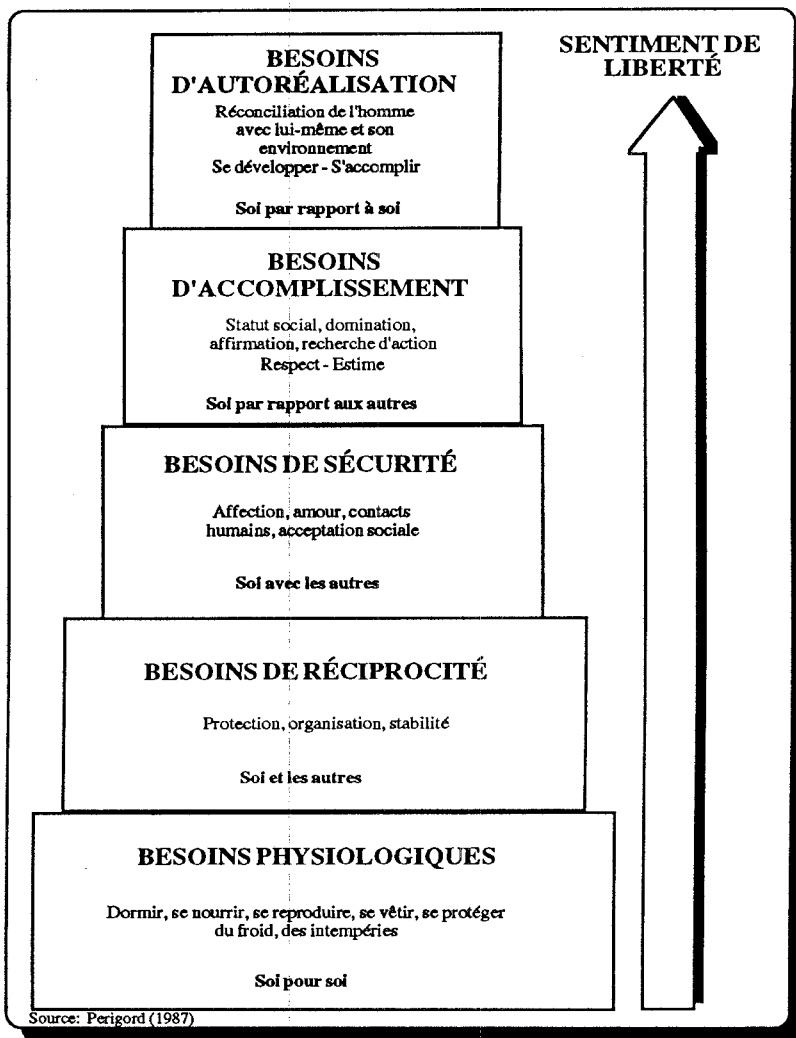 BESOINS
D'AUTORÉALISATION
Réconciliation de l'homme
avec lui-même et son
environnement
Se développer - S'accomplir
Soi par rapport à soi
SENTIMENT DE
LIBERTÉ
BESOINS
D'ACCOMPLISSEMENT
Statut social, domination,
affirmation, recherche d'action
Respect - Estime
Soi par rapport aux autres
BESOINS DE SÉCURITÉ
Affection, amour, contacts
humains, acceptation sociale
Soi avec les autres
BESOINS DE RÉCIPROCITÉ
Protection, organisation, stabilité
Soi et les autres
BESOINS PHYSIOLOGIQUES
Dormir, se nourrir, se reproduire, se vêtir, se protéger
du froid, des intempéries
Soi pour soi
Source: Perigord (1987)